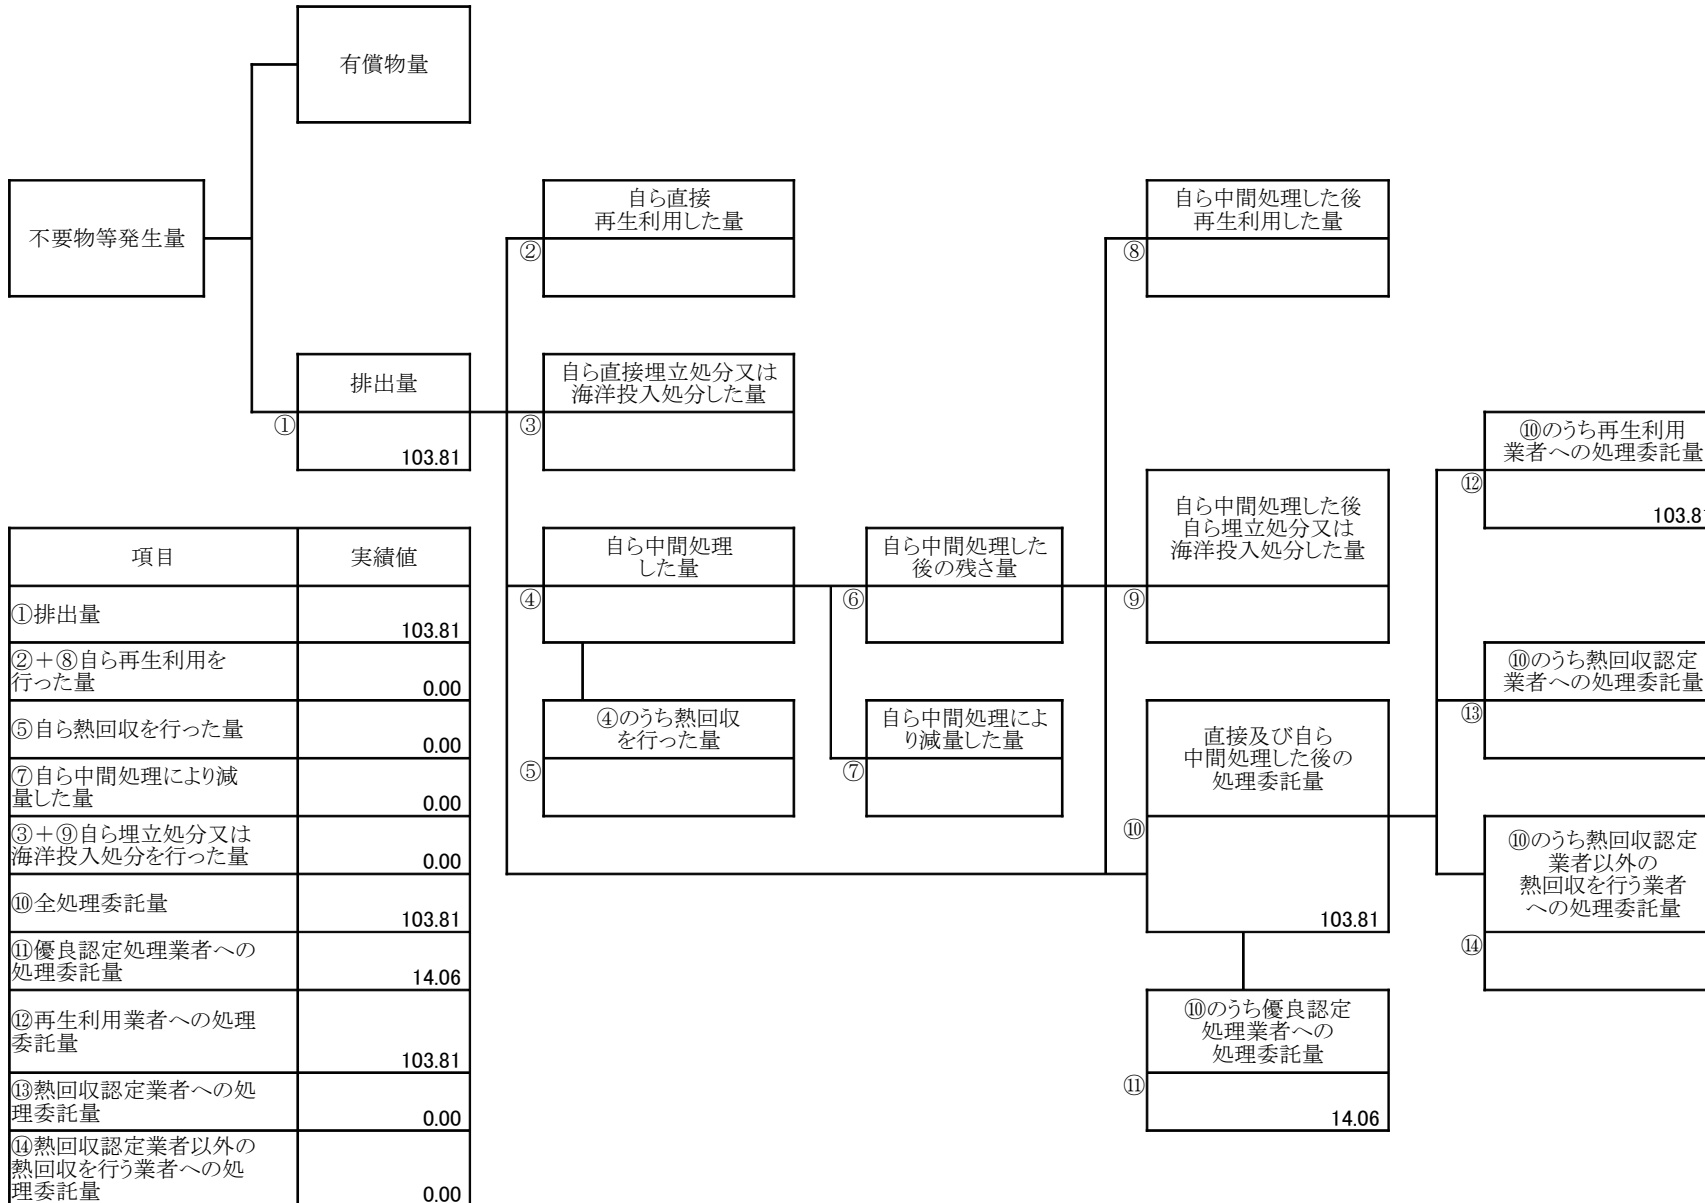 有償物量
不要物等発生量
自ら直接
再生利用した量
②
自ら中間処理した後
再生利用した量
⑧
排出量
①
103.81
自ら直接埋立処分又は
海洋投入処分した量
③
⑩のうち再生利用
業者への処理委託量
⑫
103.81
自ら中間処理した後
自ら埋立処分又は
海洋投入処分した量
⑨
自ら中間処理
した量
④
自ら中間処理した
後の残さ量
⑥
④のうち熱回収
を行った量
⑤
自ら中間処理によ
り減量した量
⑦
直接及び自ら
中間処理した後の
処理委託量
⑩
103.81
⑩のうち熱回収認定
業者への処理委託量
⑬
⑩のうち熱回収認定
業者以外の
熱回収を行う業者
への処理委託量
⑭
⑩のうち優良認定
処理業者への
処理委託量
⑪
14.06
項目 実績値
①排出量 103.81
②+⑧自ら再生利用を
行った量 0.00
⑤自ら熱回収を行った量 0.00
⑦自ら中間処理により減
量した量 0.00
③+⑨自ら埋立処分又は
海洋投入処分を行った量 0.00
⑩全処理委託量 103.81
⑪優良認定処理業者への
処理委託量 14.06
⑫再生利用業者への処理
委託量 103.81
⑬熱回収認定業者への処
理委託量 0.00
⑭熱回収認定業者以外の
熱回収を行う業者への処
理委託量 0.00